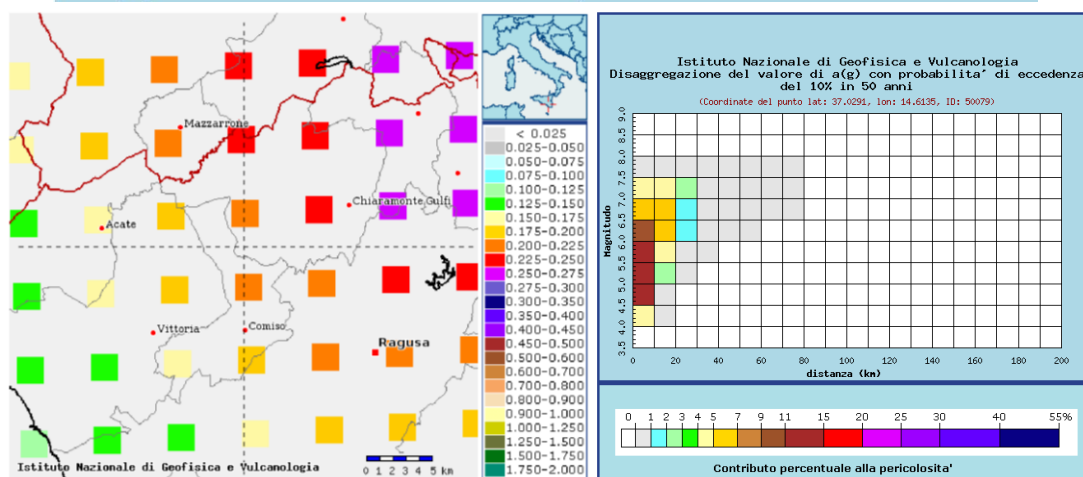 Mazzarrone
Chiaramonte Gulfi
Acate
Vittoria
Comiso
Ragusa
Istituto Nazionale di Geofisica e Vulcanologia
0 1 2 3 4 5 km
< 0.025
0.025-0.050
0.050-0.075
0.075-0.100
0.100-0.125
0.125-0.150
0.150-0.175
0.175-0.200
0.200-0.225
0.225-0.250
0.250-0.275
0.275-0.300
0.300-0.350
0.350-0.400
0.400-0.450
0.450-0.500
0.500-0.600
0.600-0.700
0.700-0.800
0.800-0.900
0.900-1.000
1.000-1.250
1.250-1.500
1.500-1.750
1.750-2.000
Istituto Nazionale di Geofisica e Vulcanologia
Disaggregazione del valore di a(g) con probabilita' di eccedenza
del 10% in 50 anni
(Coordinate del punto lat: 37.0291, lon: 14.6135, ID: 50079)
Magnitudo
9.0
8.5
8.0
7.5
7.0
6.5
6.0
5.5
5.0
4.5
4.0
3.5
0 20 40 60 80 100 120 140 160 180 200
distanza (km)
0 1 2 3 4 5 7 9 11 15 20 25 30 40 55%
Contributo percentuale alla pericolosita'